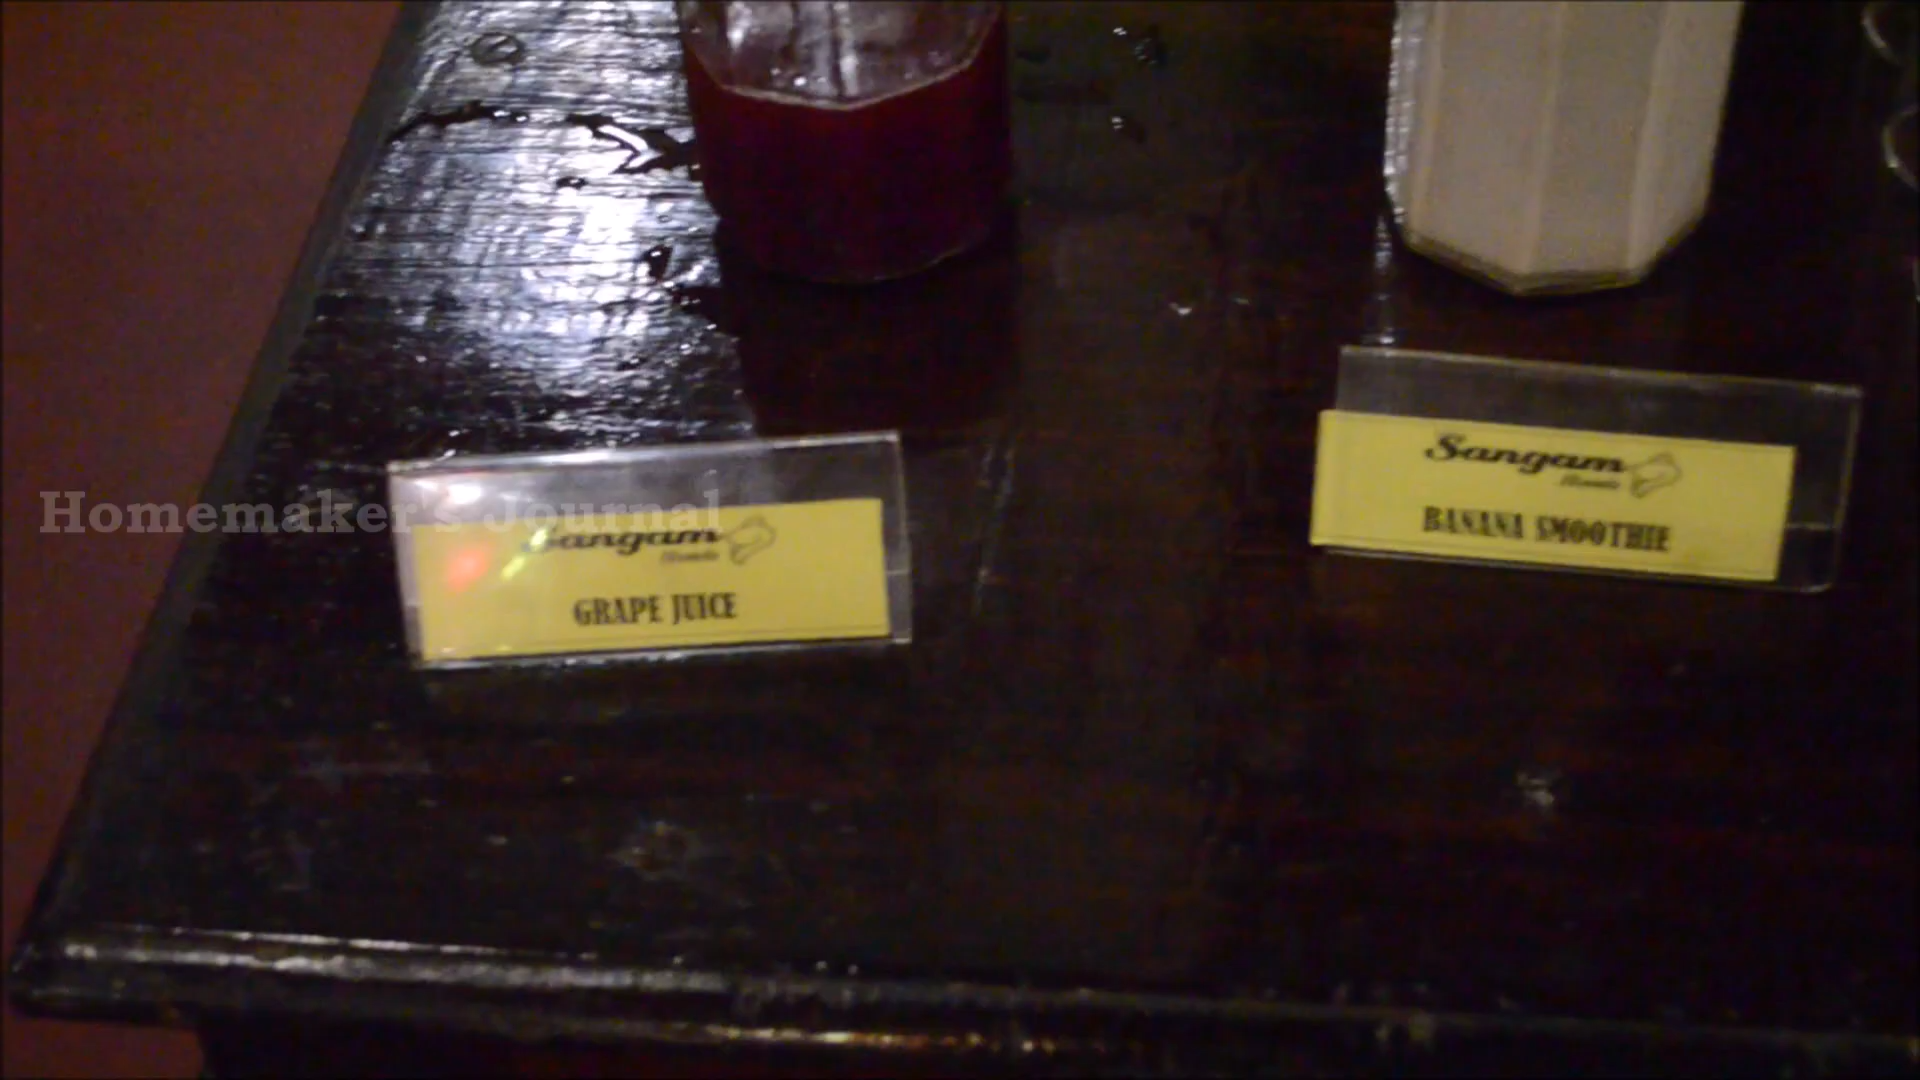 Homemaker's Journal
Sangam
GRAPE JUICE
Sangam
BANANA SMOOTHIE